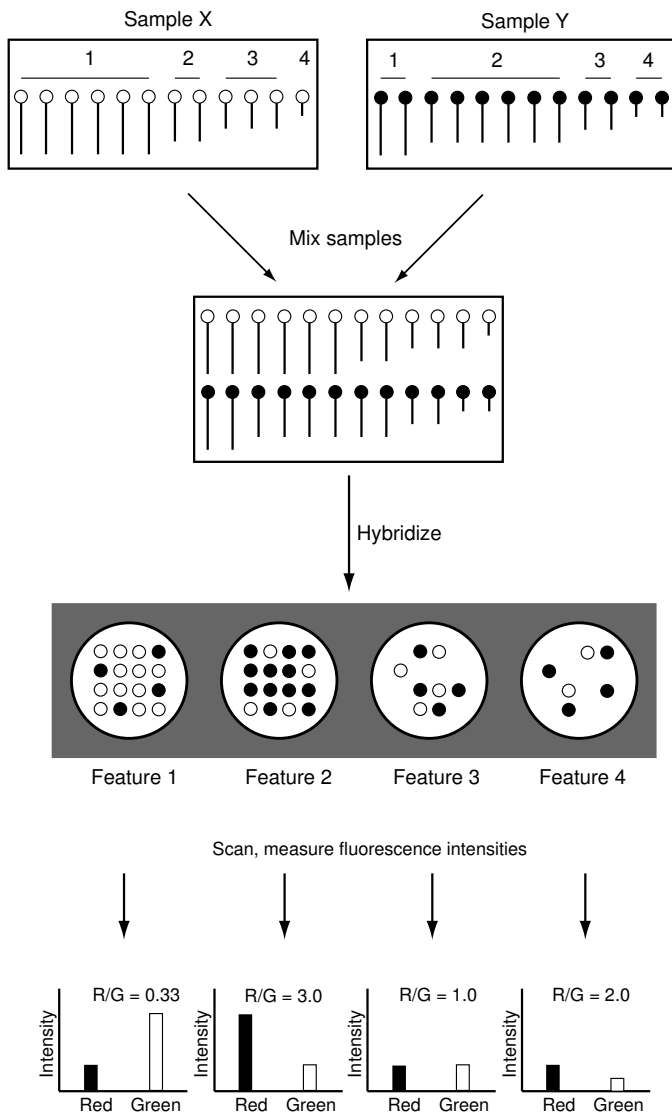 Sample X
Sample Y
1 2 3 4
1 2 3 4
Mix samples
Hybridize
Feature 1 Feature 2 Feature 3 Feature 4
Scan, measure fluorescence intensities
R/G = 0.33 R/G = 3.0 R/G = 1.0 R/G = 2.0
Intensity Intensity Intensity Intensity
Red Green Red Green Red Green Red Green